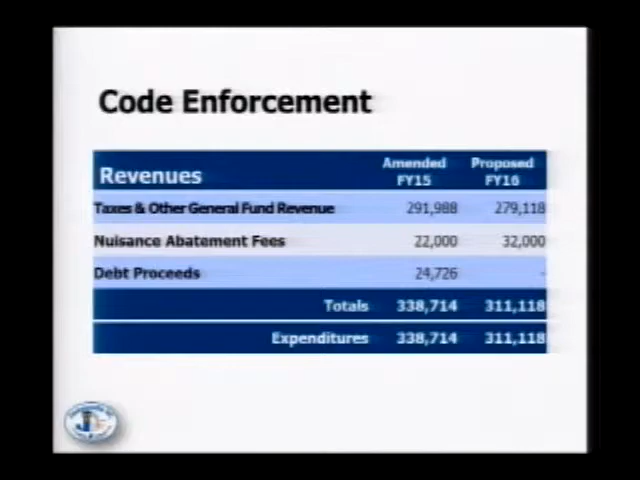 Code Enforcement
Revenues Amended FY15 Proposed FY16
Taxes & Other General Fund Revenue 291,988 279,118
Nuisance Abatement Fees 22,000 32,000
Debt Proceeds 24,726 -
Totals 338,714 311,118
Expenditures 338,714 311,118